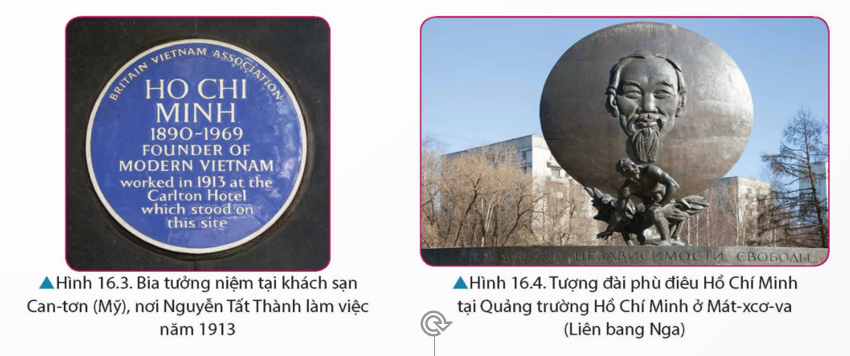 BRITAIN VIETNAM ASSOCIATION
HO CHI
MINH
1890-1969
FOUNDER OF
MODERN VIETNAM
worked in 1913 at the
Carlton Hotel
which stood on
this site
НЕЗАВИСИМОСТИ, СВОБОДЫ
▲Hình 16.3. Bia tưởng niệm tại khách sạn
Can-tơn (Mỹ), nơi Nguyễn Tất Thành làm việc
năm 1913
▲Hình 16.4. Tượng đài phù điêu Hồ Chí Minh
tại Quảng trường Hồ Chí Minh ở Mát-xcơ-va
(Liên bang Nga)